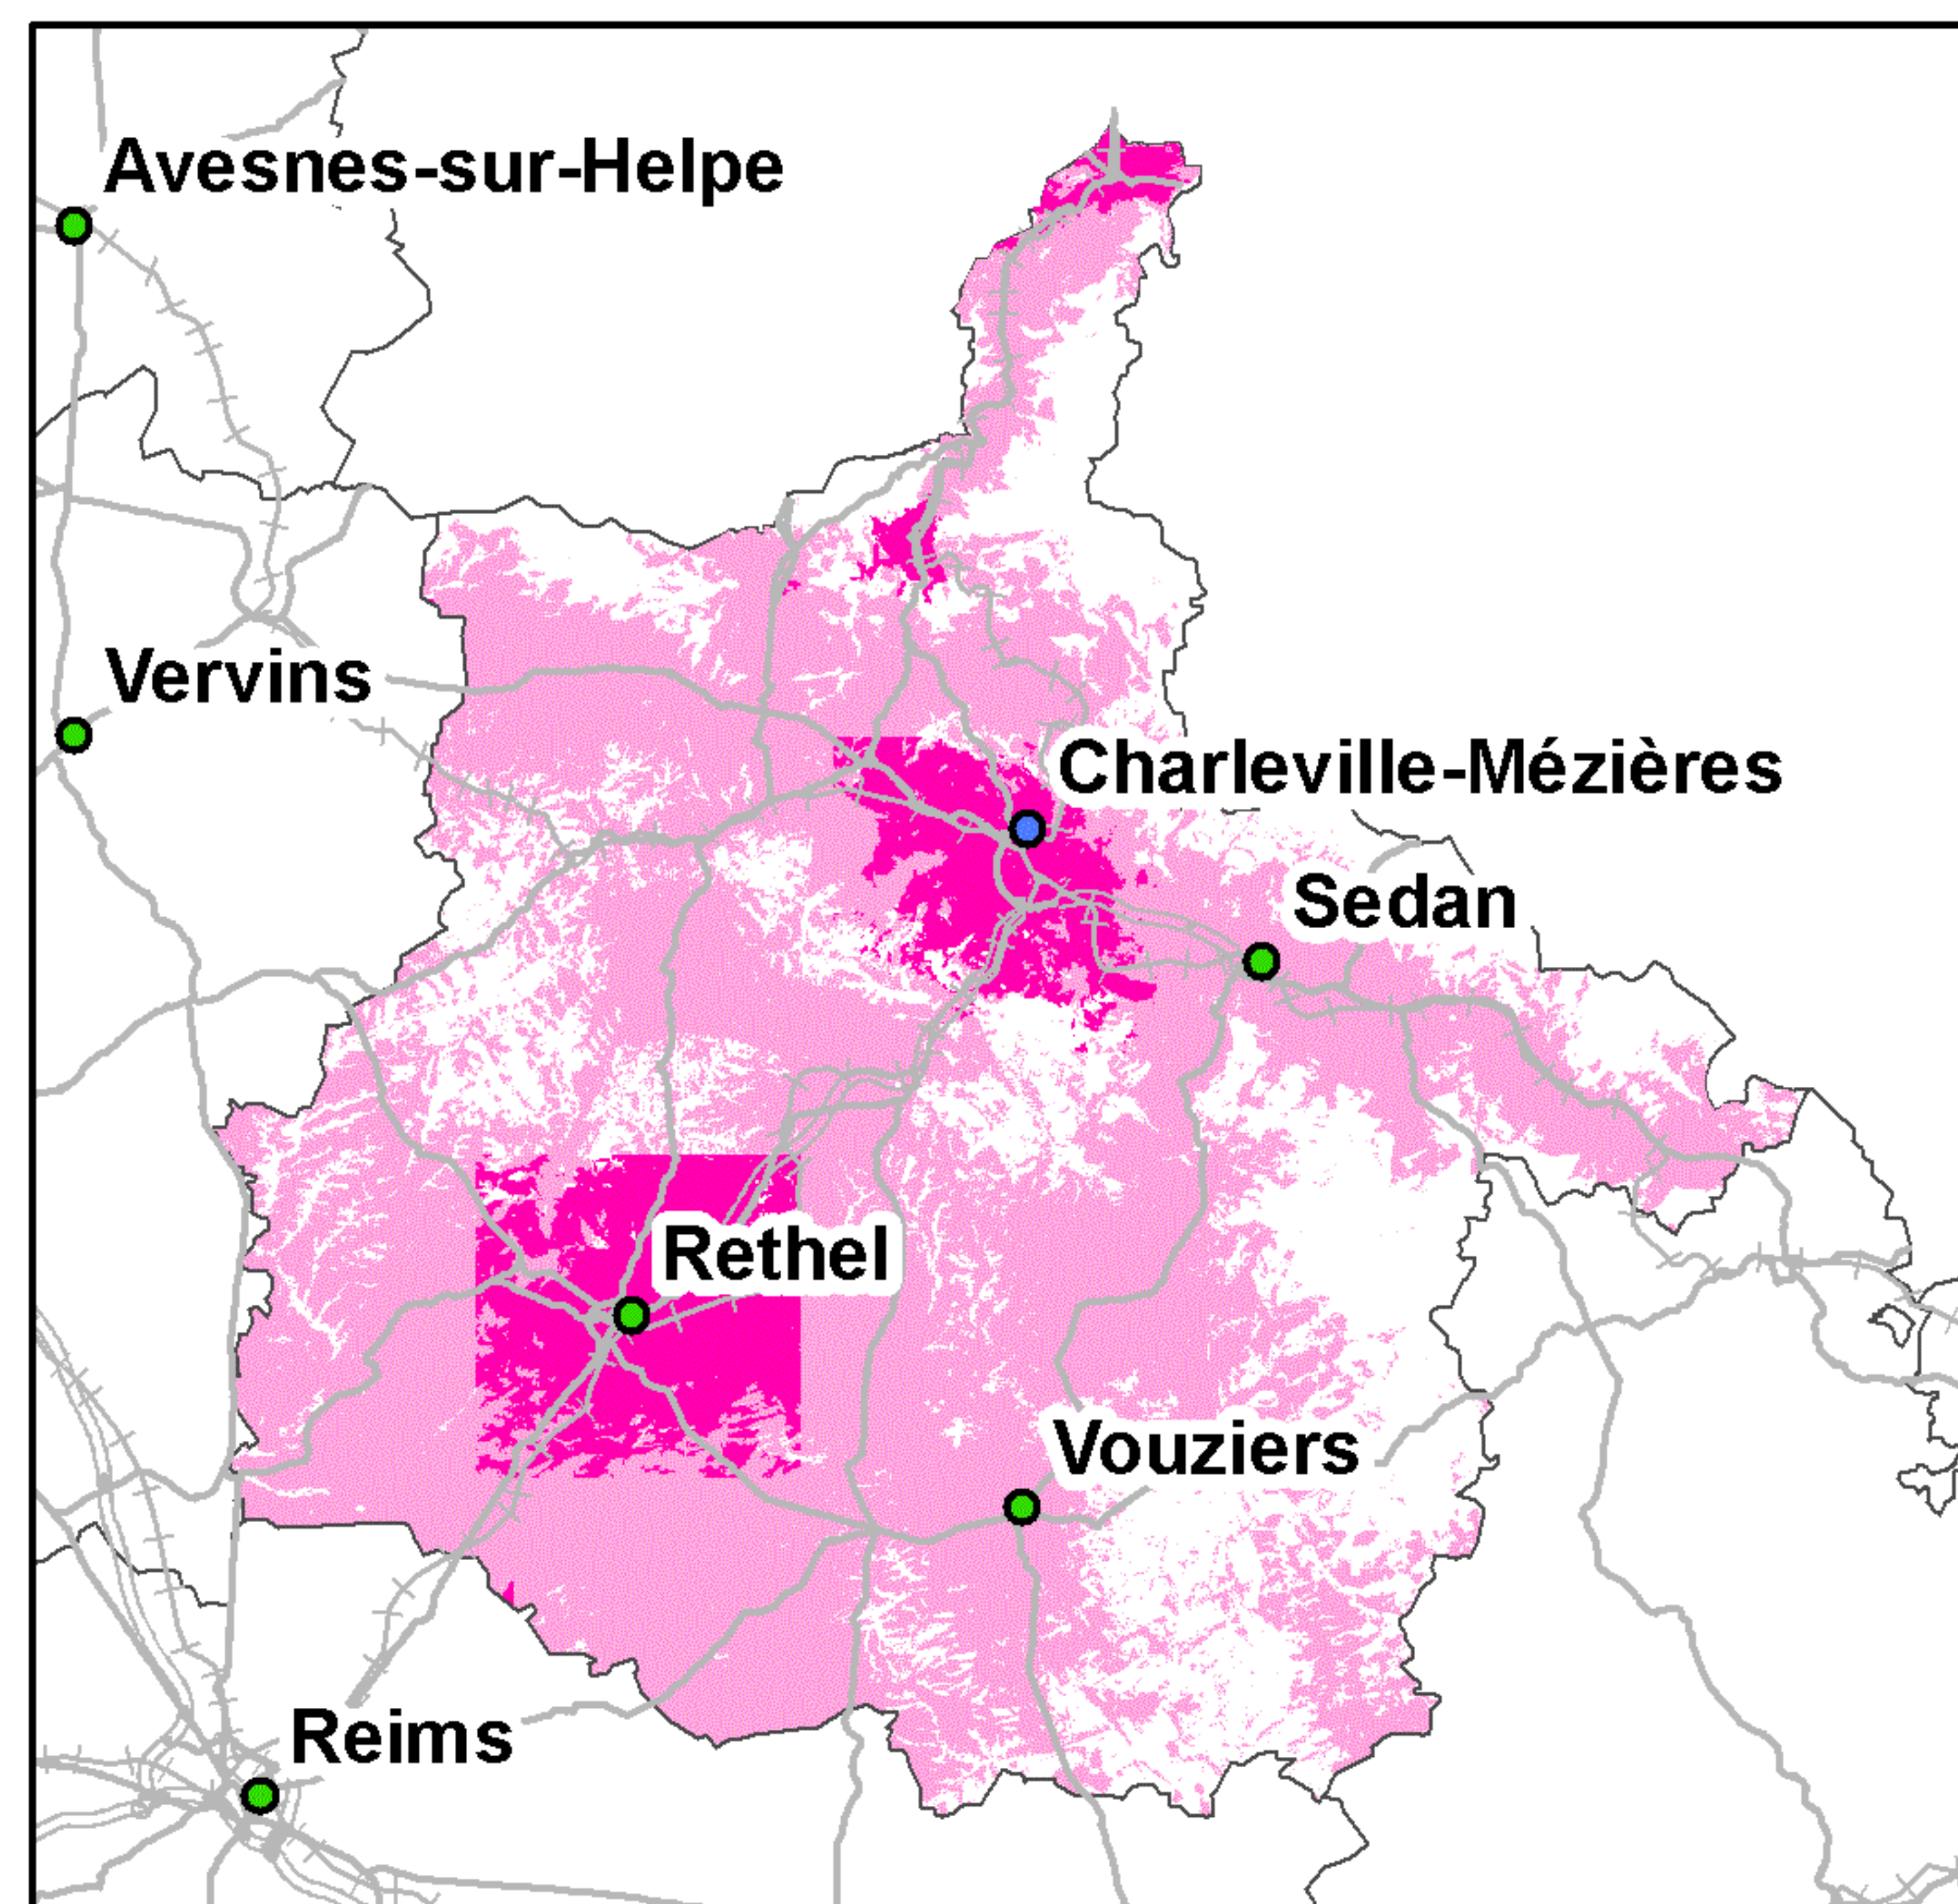 Avesnes-sur-Helpe
Vervins
Charleville-Mézières
Sedan
Rethel
Vouziers
Reims